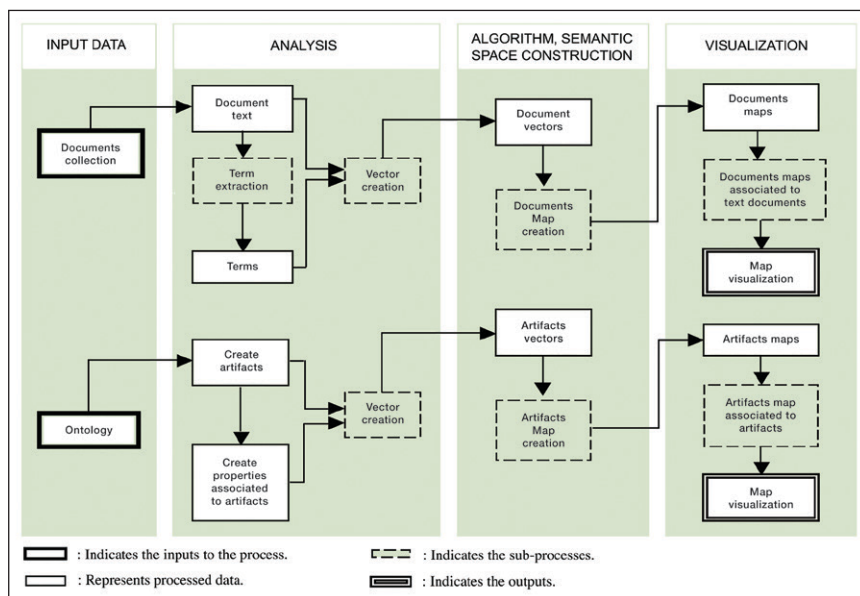 INPUT DATA
ANALYSIS
ALGORITHM, SEMANTIC
SPACE CONSTRUCTION
VISUALIZATION
Documents
collection
Document
text
Term
extraction
Terms
Vector
creation
Document
vectors
Documents
Map
creation
Documents
maps
Documents maps
associated to
text documents
Map
visualization
Ontology
Create
artifacts
Create
properties
associated
to artifacts
Vector
creation
Artifacts
vectors
Artifacts
Map
creation
Artifacts maps
Artifacts map
associated to
artifacts
Map
visualization
: Indicates the inputs to the process.
: Indicates the sub-processes.
: Represents processed data.
: Indicates the outputs.